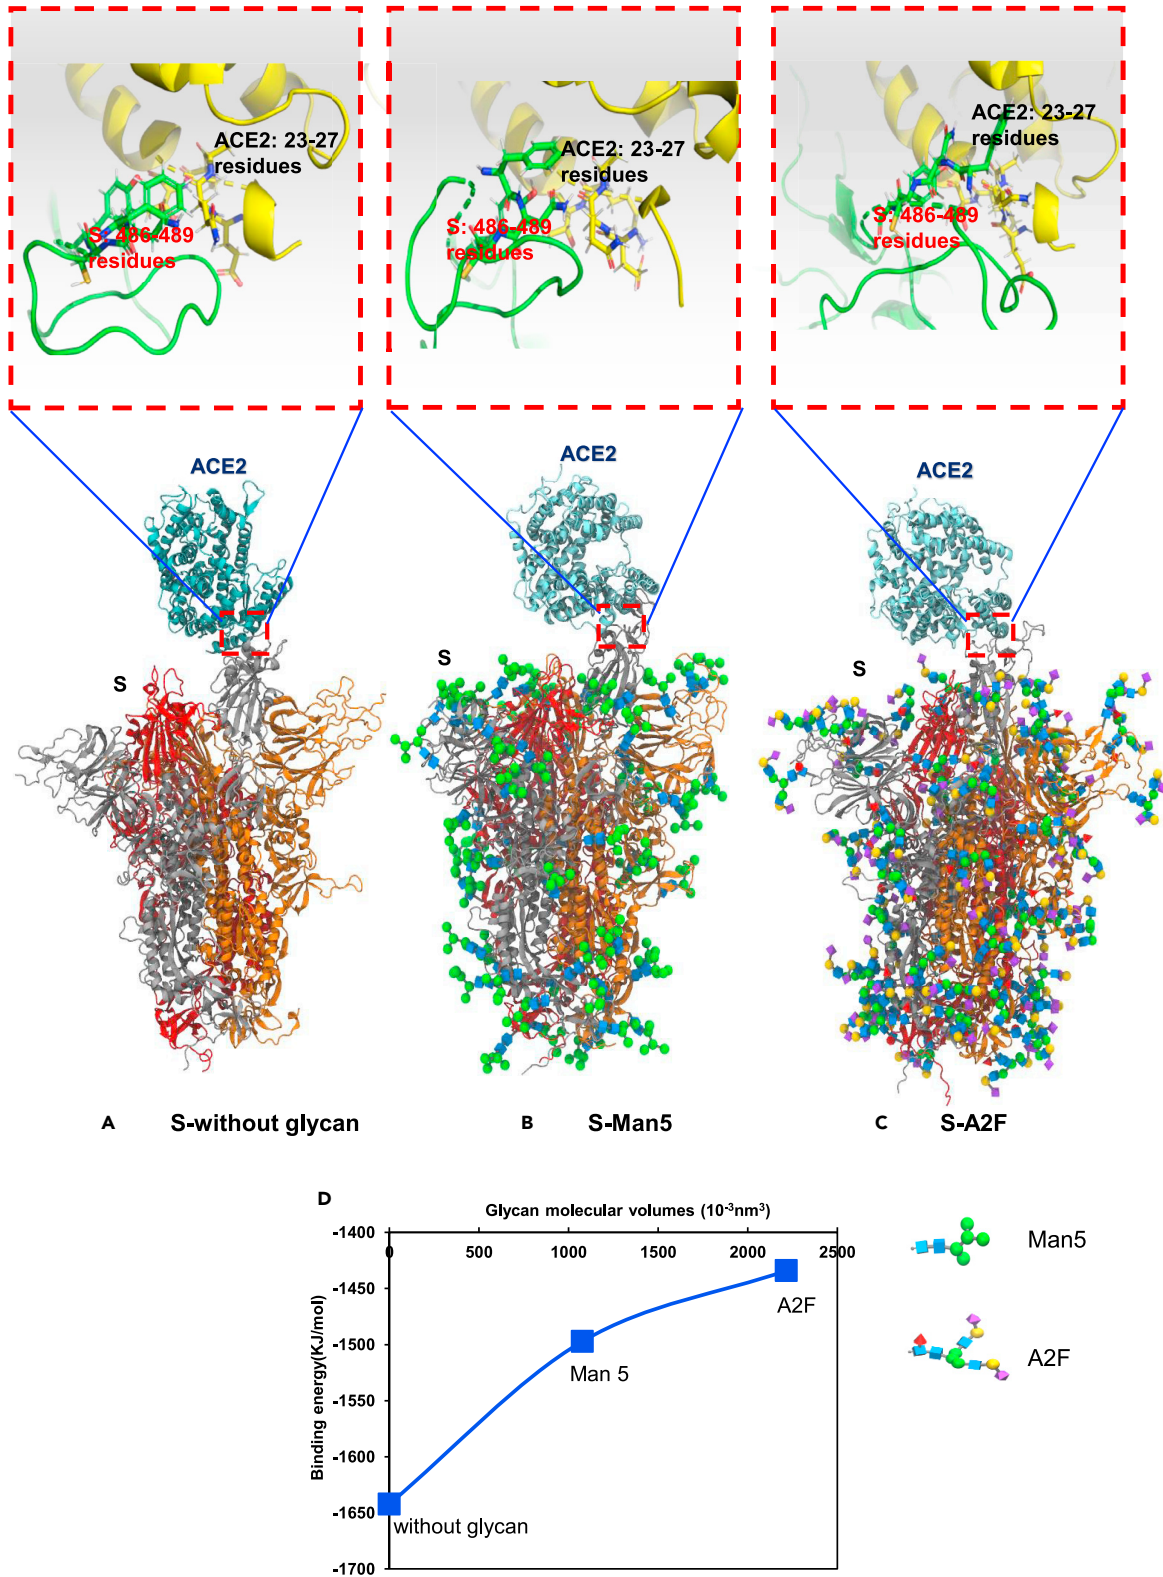 ACE2: 23-27
residues
S: 486-489
residues
ACE2: 23-27
residues
S: 486-489
residues
ACE2: 23-27
residues
S: 486-489
residues
ACE2
ACE2
ACE2
S
S
S
A S-without glycan
B S-Man5
C S-A2F
D
Glycan molecular volumes (10⁻³nm³)
Binding energy(KJ/mol)
-1400
-1450
-1500
-1550
-1600
-1650
-1700
0 500 1000 1500 2000 2500
A2F
Man 5
without glycan
Man5
A2F